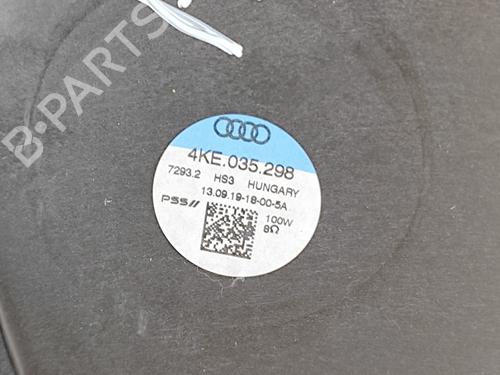 B-PARTS
4KE.035.298
7293.2 HS3 HUNGARY
13.09.19-18-00-5A
PSS//
100W
8Ω